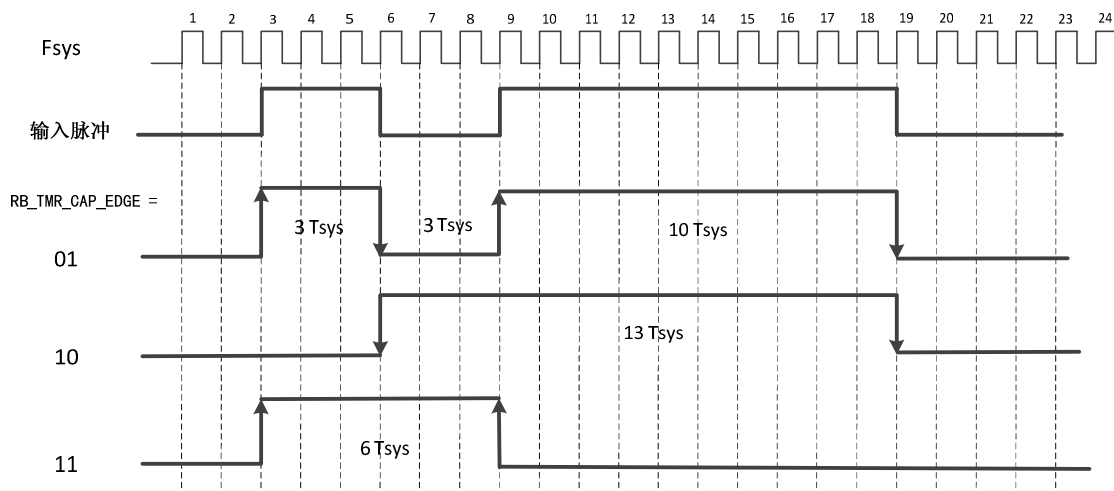 1 2 3 4 5 6 7 8 9 10 11 12 13 14 15 16 17 18 19 20 21 22 23 24
Fsys
输入脉冲
RB_TMR_CAP_EDGE =
3 Tsys 3 Tsys 10 Tsys
01
13 Tsys
10
6 Tsys
11